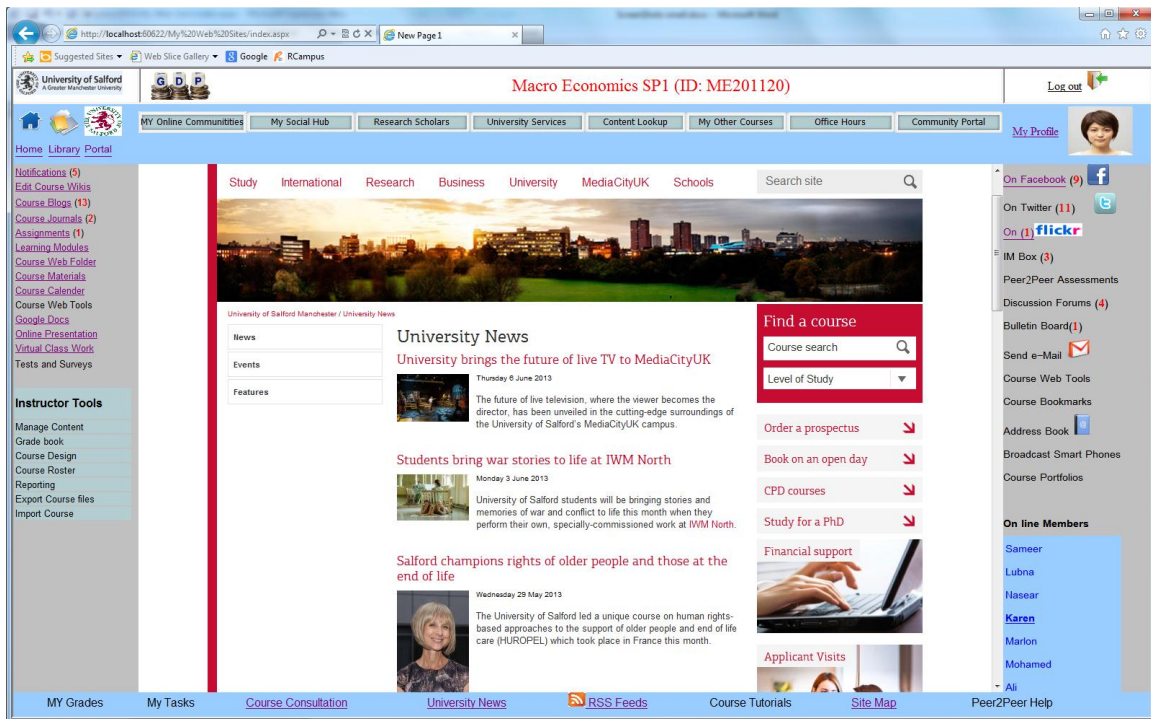 http://localhost:60622/My%20Web%20Sites/index.aspx
New Page 1
Suggested Sites
Web Slice Gallery
Google
RCampus
University of Salford
A Greater Manchester University
G D P
Macro Economics SP1 (ID: ME201120)
Log out
MY Online Communitities
My Social Hub
Research Scholars
University Services
Content Lookup
My Other Courses
Office Hours
Community Portal
My Profile
Home Library Portal
Notifications (5)
Edit Course Wikis
Course Blogs (13)
Course Journals (2)
Assignments (1)
Learning Modules
Course Web Folder
Course Materials
Course Calender
Course Web Tools
Google Docs
Online Presentation
Virtual Class Work
Tests and Surveys
Instructor Tools
Manage Content
Grade book
Course Design
Course Roster
Reporting
Export Course files
Import Course
Study International Research Business University MediaCityUK Schools
Search site
University of Salford Manchester / University News
News
Events
Features
University News
University brings the future of live TV to MediaCityUK
Thursday 6 June 2013
The future of live television, where the viewer becomes the
director, has been unveiled in the cutting-edge surroundings of
the University of Salford's MediaCityUK campus.
Students bring war stories to life at IWM North
Monday 3 June 2013
University of Salford students will be bringing stories and
memories of war and conflict to life this month when they
perform their own, specially-commissioned work at IWM North.
Salford champions rights of older people and those at the
end of life
Wednesday 29 May 2013
The University of Salford led a unique course on human rights-
based approaches to the support of older people and end of life
care (HUROPEL) which took place in France this month.
Find a course
Course search
Level of Study
Order a prospectus
Book on an open day
CPD courses
Study for a PhD
Financial support
Applicant Visits
On Facebook (9)
On Twitter (11)
On (1) flickr
IM Box (3)
Peer2Peer Assessments
Discussion Forums (4)
Bulletin Board(1)
Send e-Mail
Course Web Tools
Course Bookmarks
Address Book
Broadcast Smart Phones
Course Portfolios
On line Members
Sameer
Lubna
Nasear
Karen
Marlon
Mohamed
Ali
MY Grades
My Tasks
Course Consultation
University News
RSS Feeds
Course Tutorials
Site Map
Peer2Peer Help